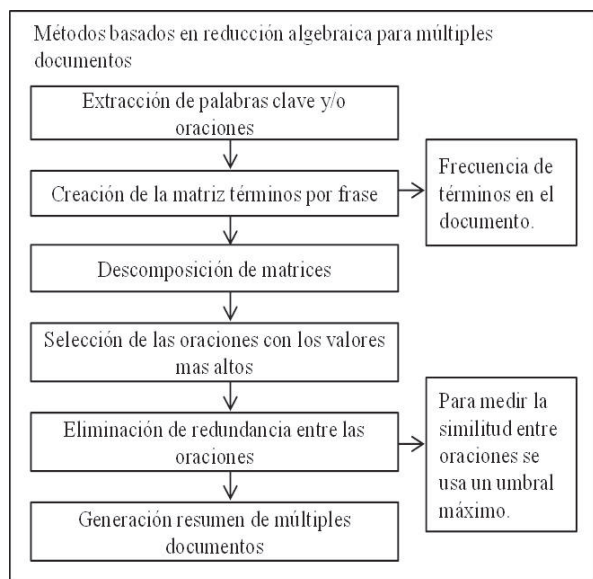 Métodos basados en reducción algebraica para múltiples
documentos
Extracción de palabras clave y/o
oraciones
Creación de la matriz términos por frase
Frecuencia de
términos en el
documento.
Descomposición de matrices
Selección de las oraciones con los valores
mas altos
Eliminación de redundancia entre las
oraciones
Para medir la
similitud entre
oraciones se
usa un umbral
máximo.
Generación resumen de múltiples
documentos